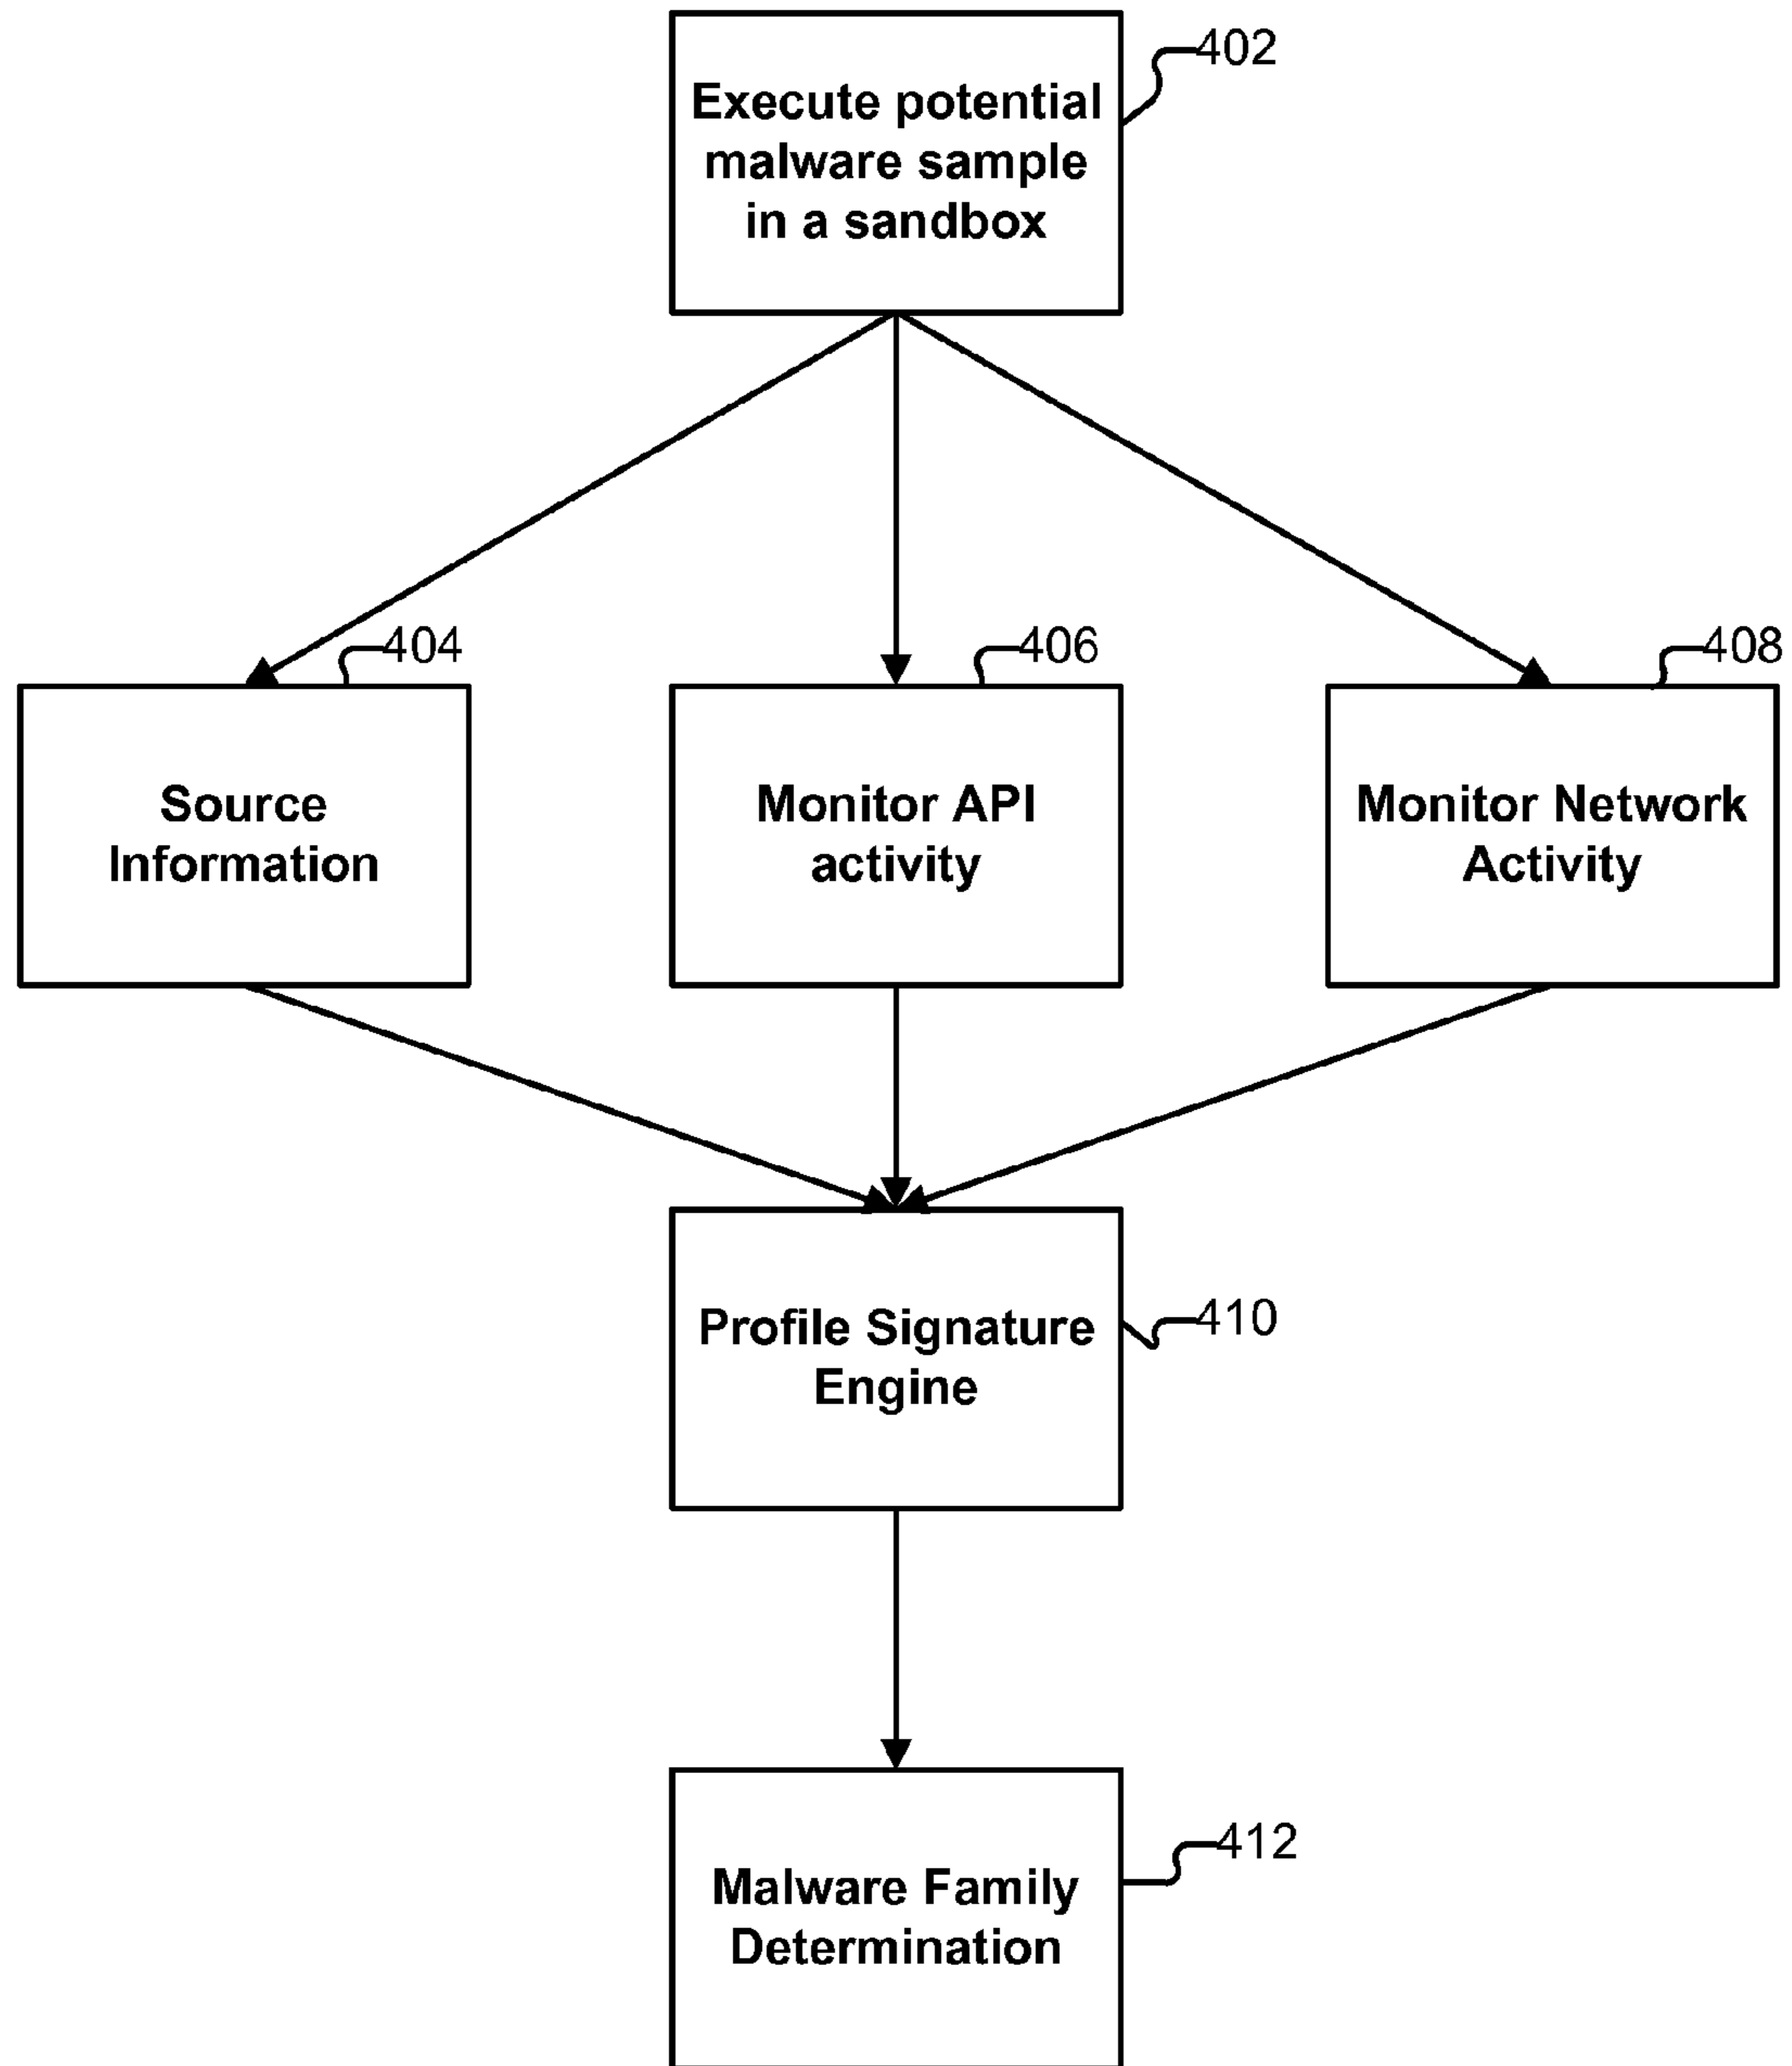 402
Execute potential
malware sample
in a sandbox
404
406
408
Source
Information
Monitor API
activity
Monitor Network
Activity
Profile Signature
Engine
410
Malware Family
Determination
412